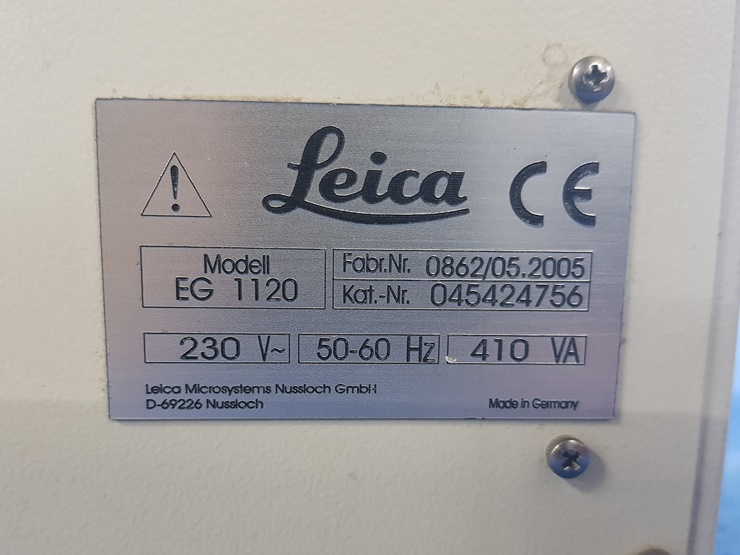 Leica CE
Modell
EG 1120
Fabr.Nr. 0862/05.2005
Kat.-Nr. 045424756
230 V~ 50-60 Hz 410 VA
Leica Microsystems Nussloch GmbH
D-69226 Nussloch
Made in Germany